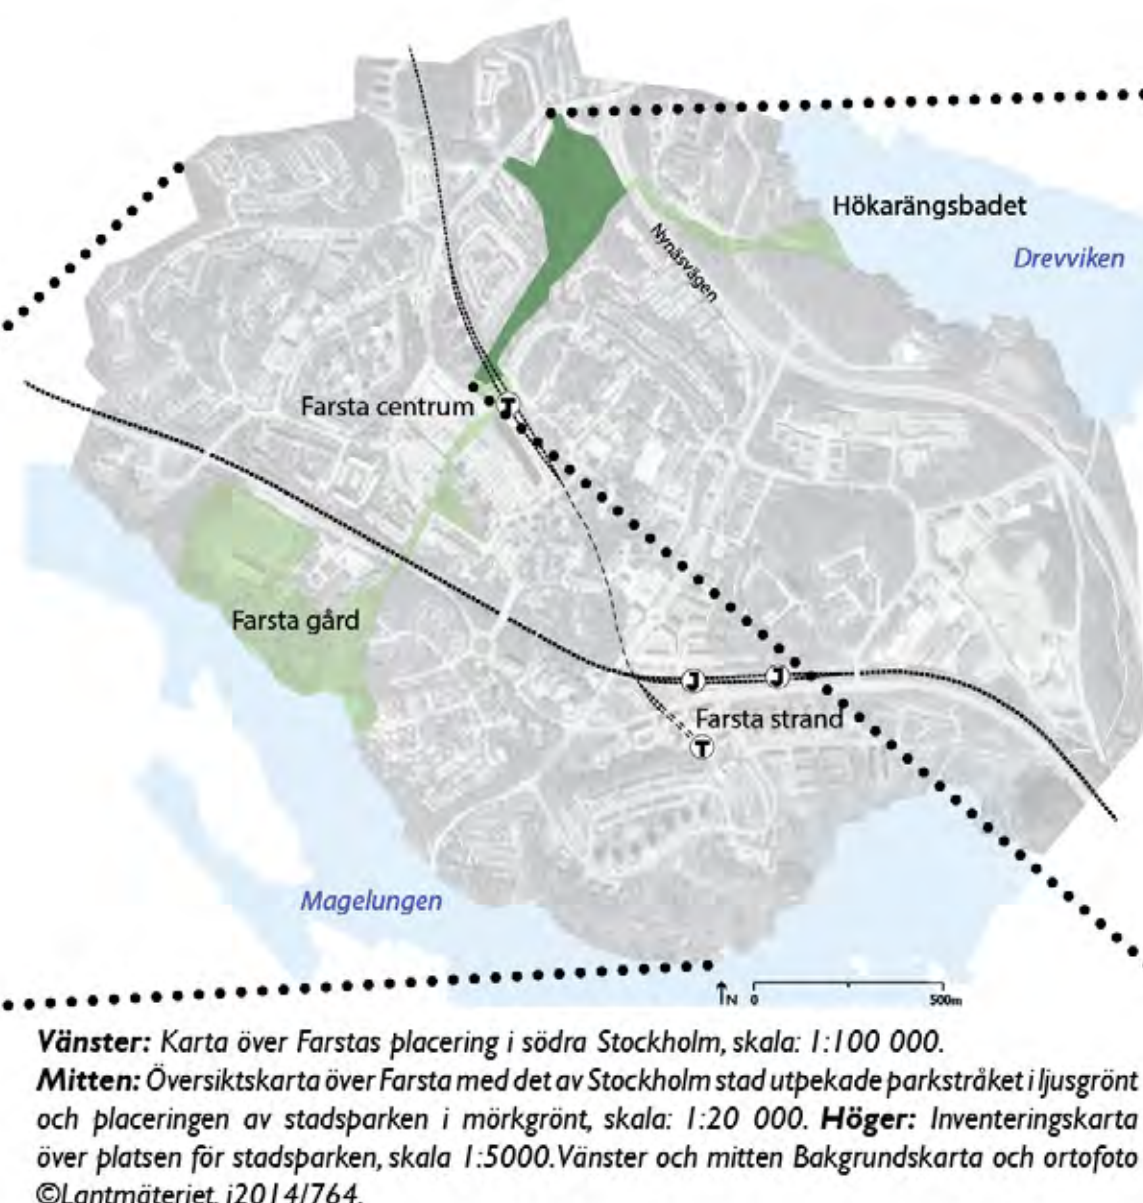 Hökarängsbadet
Drevviken
Nynäsvägen
T
Farsta centrum
Farsta gård
J
J
Farsta strand
T
Magelungen
N 0 500m
Vänster: Karta över Farstas placering i södra Stockholm, skala: 1:100 000.
Mitten: Översiktskarta över Farsta med det av Stockholm stad utpekade parkstråket i ljusgrönt
och placeringen av stadsparken i mörkgrönt, skala: 1:20 000. Höger: Inventeringskarta
över platsen för stadsparken, skala 1:5000. Vänster och mitten Bakgrundskarta och ortofoto
©Lantmäteriet, i2014/764.